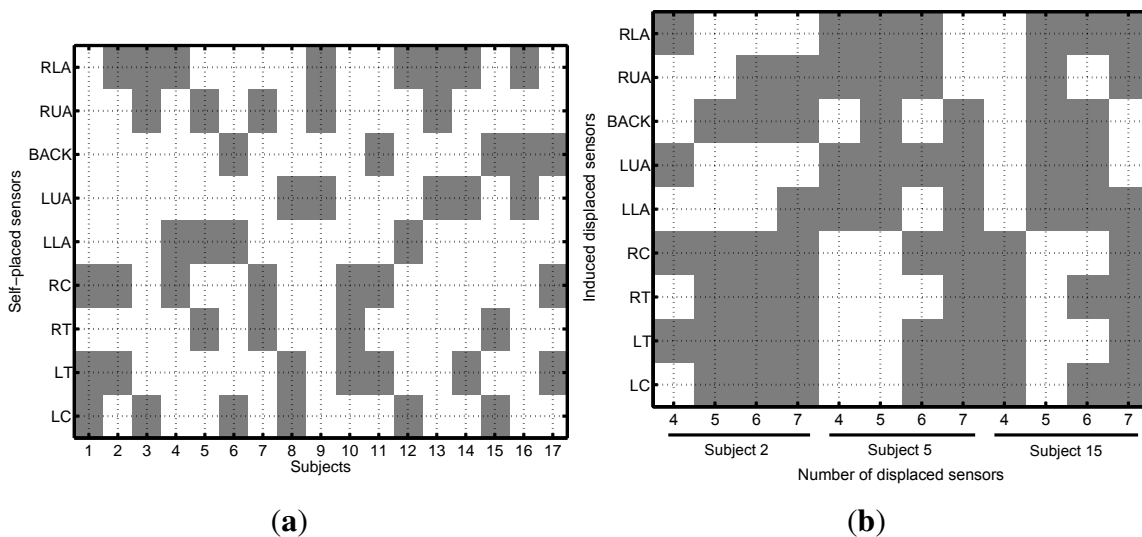 Self-placed sensors
RLA
RUA
BACK
LUA
LLA
RC
RT
LT
LC
1 2 3 4 5 6 7 8 9 10 11 12 13 14 15 16 17
Subjects
(a)
Induced displaced sensors
RLA
RUA
BACK
LUA
LLA
RC
RT
LT
LC
4 5 6 7 4 5 6 7 4 5 6 7
Subject 2 Subject 5 Subject 15
Number of displaced sensors
(b)